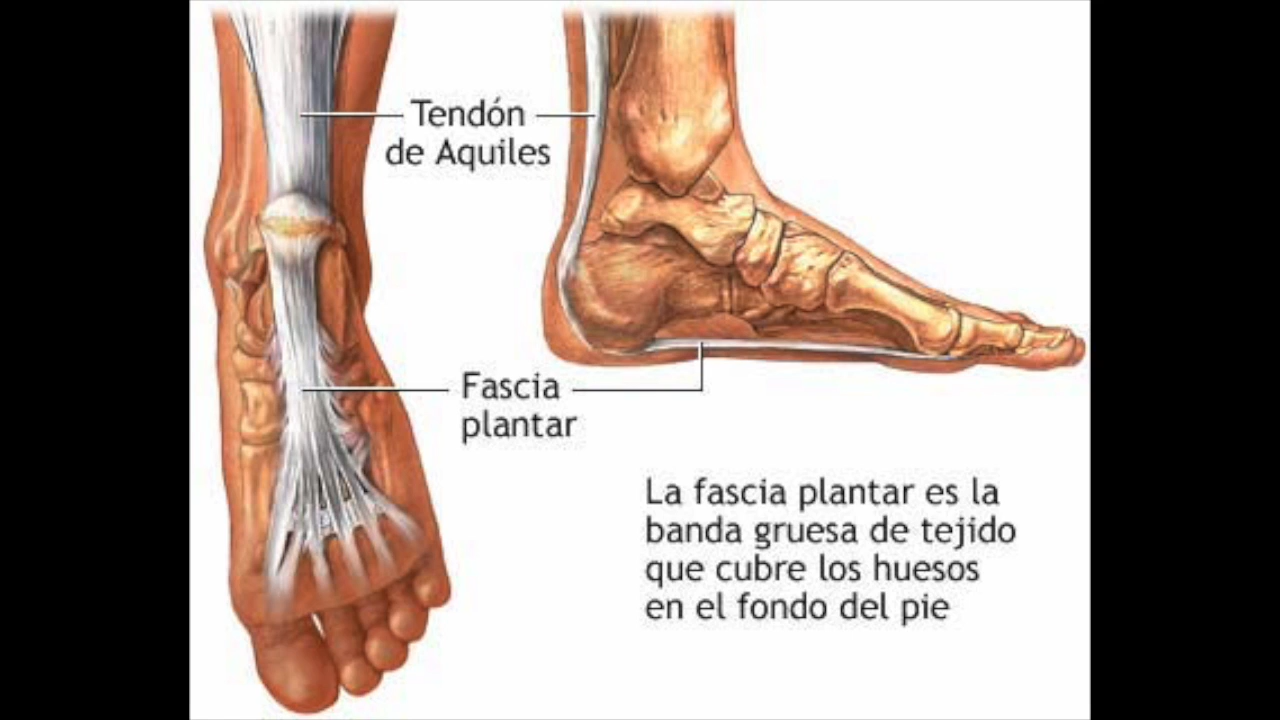 Tendón
de Aquiles
Fascia
plantar
La fascia plantar es la
banda gruesa de tejido
que cubre los huesos
en el fondo del pie